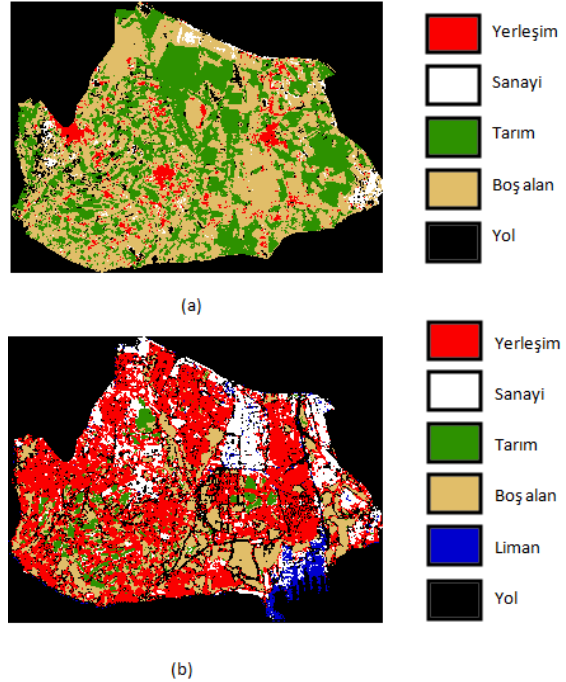 Yerleşim
Sanayi
Tarım
Boş alan
Yol
(a)
Yerleşim
Sanayi
Tarım
Boş alan
Liman
Yol
(b)